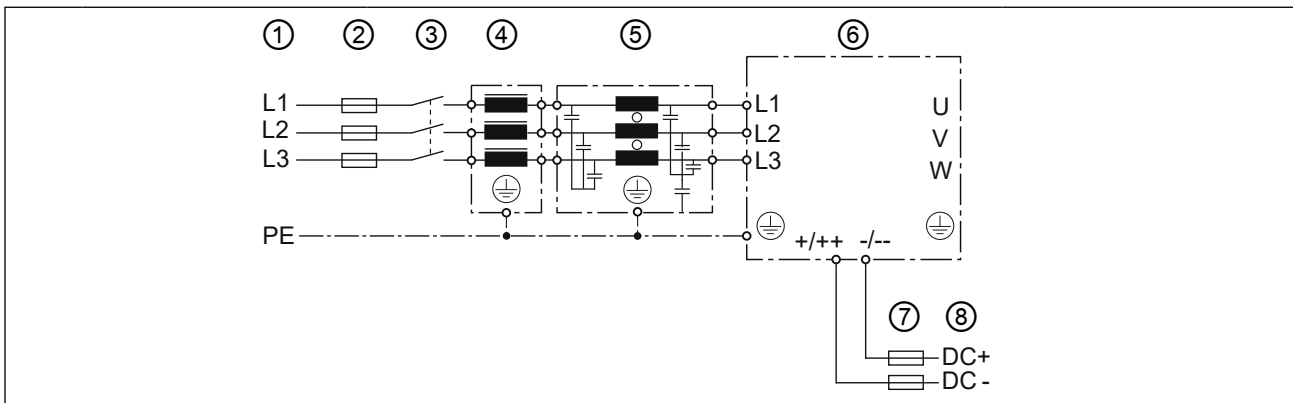 ① ② ③ ④ ⑤ ⑥
L1 L1 U
L2 L2 V
L3 L3 W
PE
+/++ -/--
⑦ ⑧
DC+
DC -